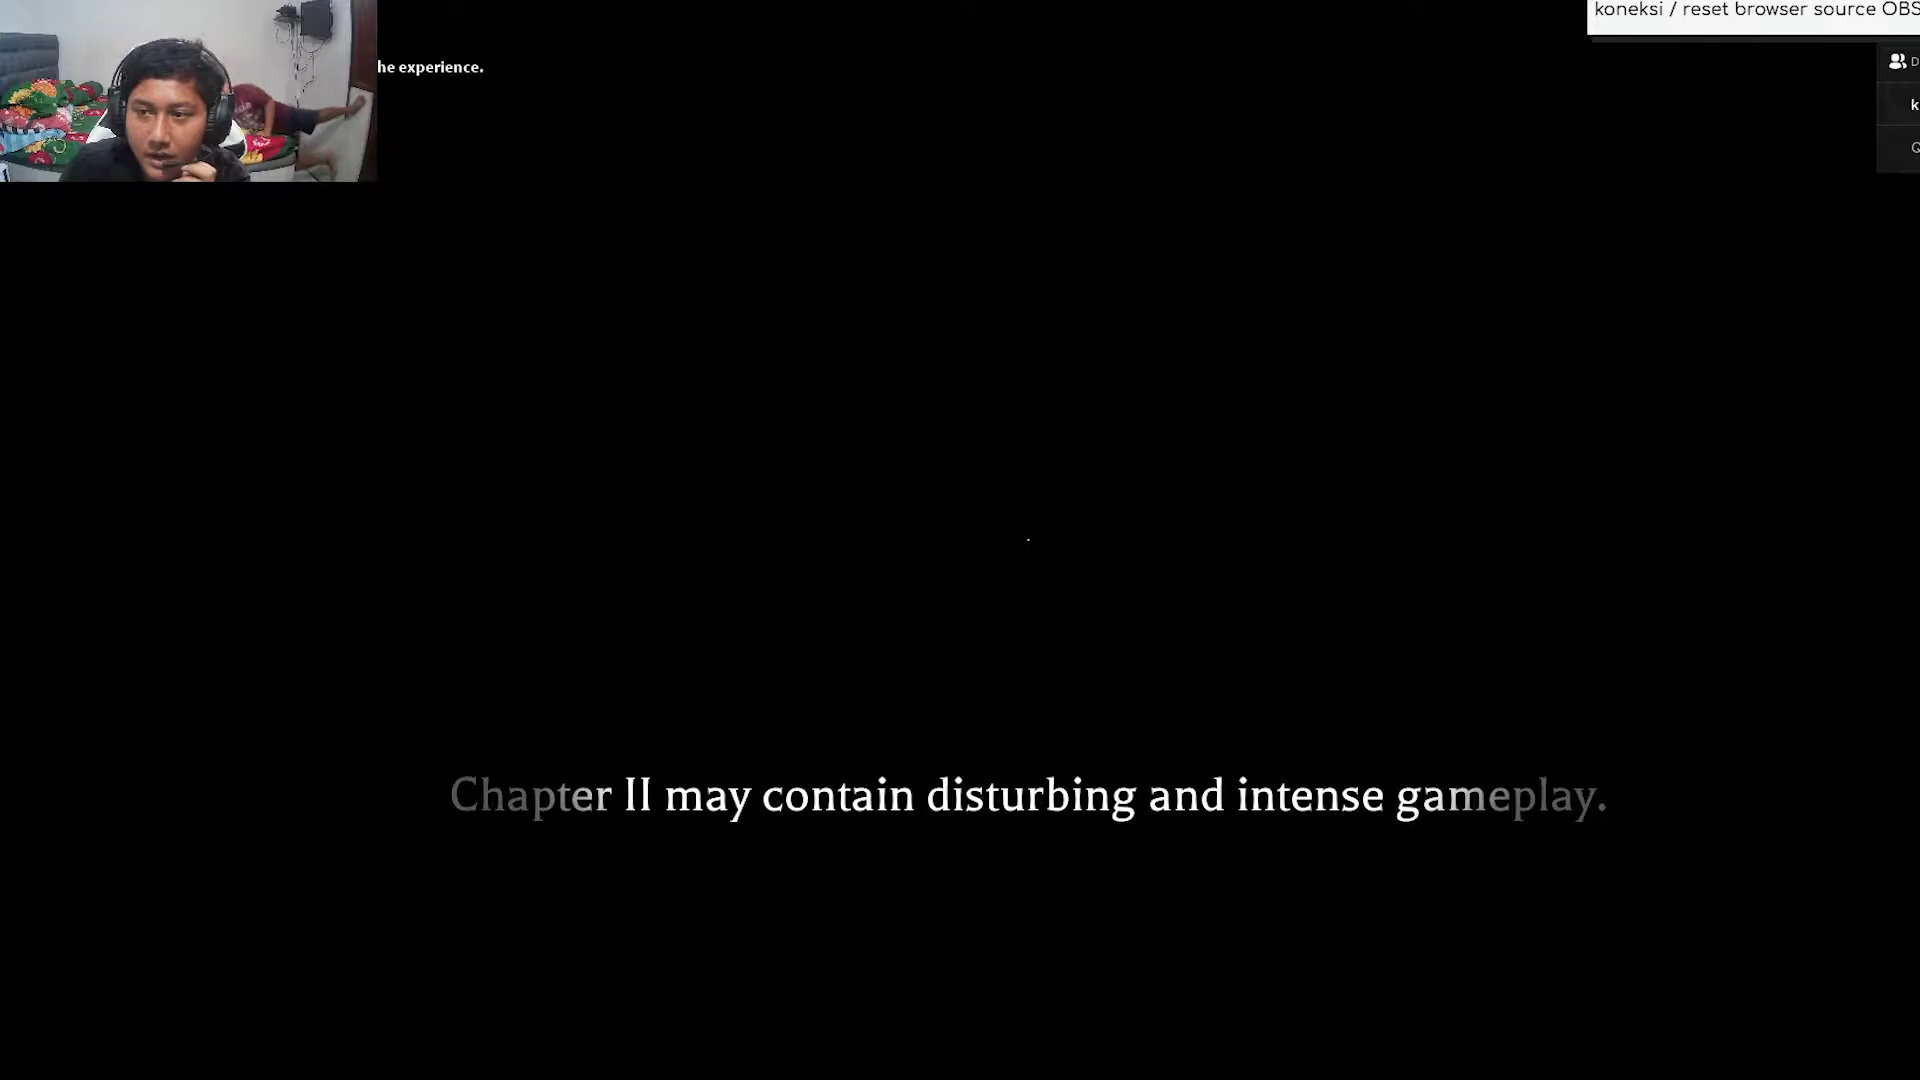 koneksi / reset browser source OBS
he experience.
D
k
Q
Chapter II may contain disturbing and intense gameplay.